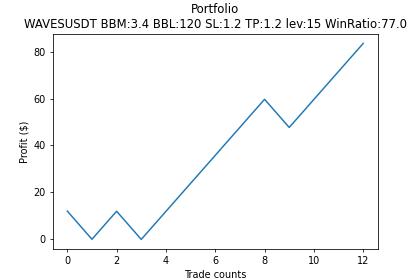 Portfolio
WAVESUSDT BBM:3.4 BBL:120 SL:1.2 TP:1.2 lev:15 WinRatio:77.0
80
60
40
20
0
Profit ($)
0 2 4 6 8 10 12
Trade counts